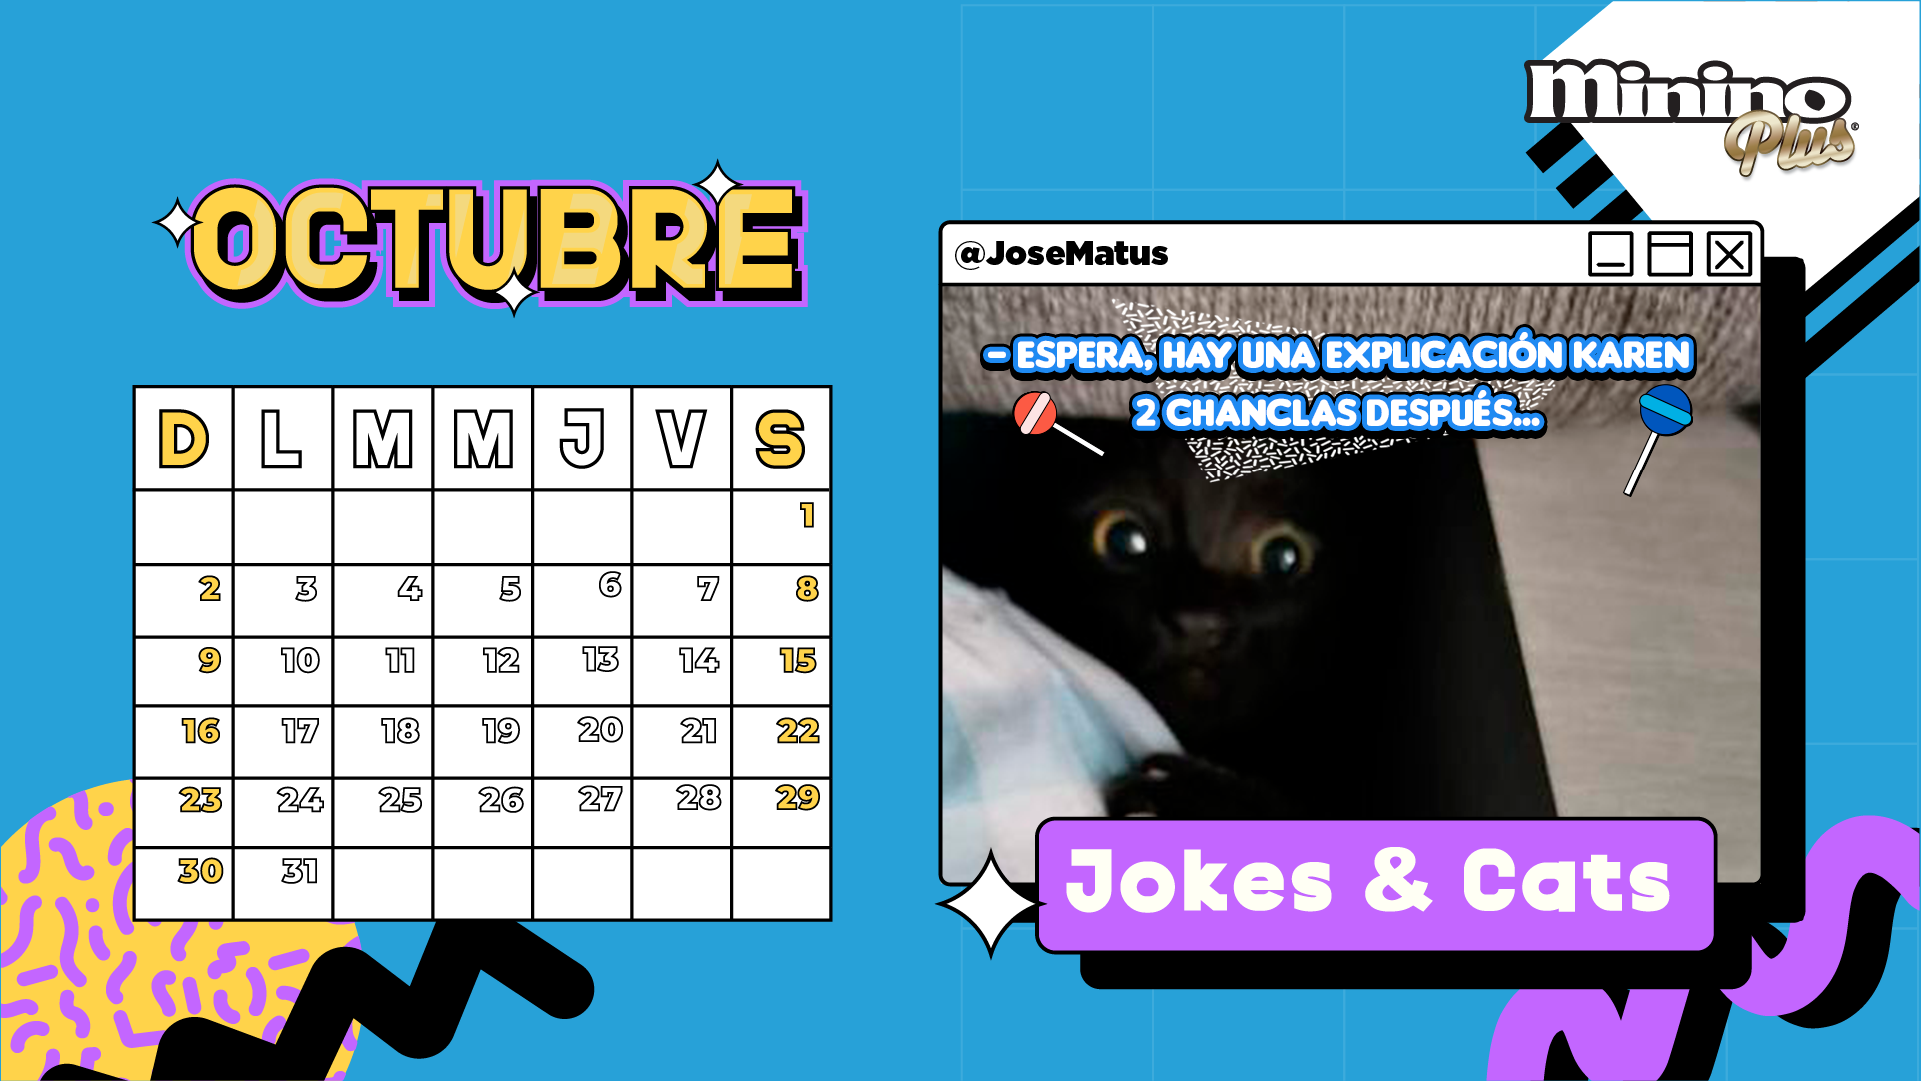 Minino
Plus®
OCTUBRE
D L M M J V S
1
2 3 4 5 6 7 8
9 10 11 12 13 14 15
16 17 18 19 20 21 22
23 24 25 26 27 28 29
30 31
@JoseMatus
- ESPERA, HAY UNA EXPLICACIÓN KAREN
2 CHANCLAS DESPUÉS...
Jokes & Cats